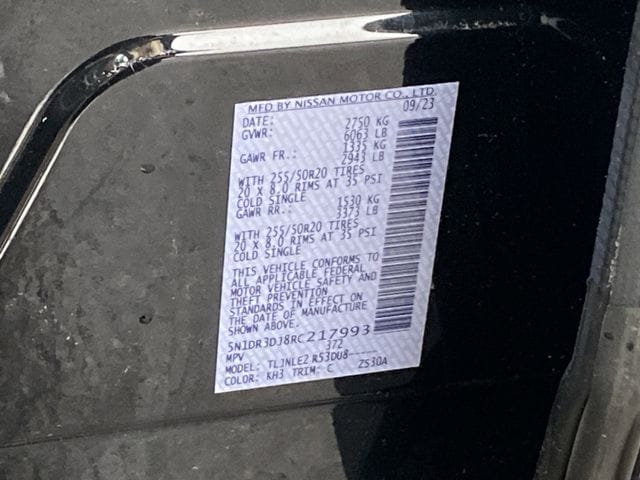 MFD BY NISSAN MOTOR CO., LTD.
DATE: 09/23
GVWR: 2750 KG
6063 LB
GAWR FR.: 1335 KG
2943 LB
WITH 255/50R20 TIRES
20 X 8.0 RIMS AT 35 PSI
COLD SINGLE
GAWR RR.: 1530 KG
3373 LB
WITH 255/50R20 TIRES
20 X 8.0 RIMS AT 35 PSI
COLD SINGLE
THIS VEHICLE CONFORMS TO
ALL APPLICABLE FEDERAL
MOTOR VEHICLE SAFETY AND
THEFT PREVENTION
STANDARDS IN EFFECT ON
THE DATE OF MANUFACTURE
SHOWN ABOVE.
5N1DR3DJ8RC217993
MPV 372
MODEL: TLJNLE2 R53DU8-----
COLOR: KH3 TRIM: C ZS30A